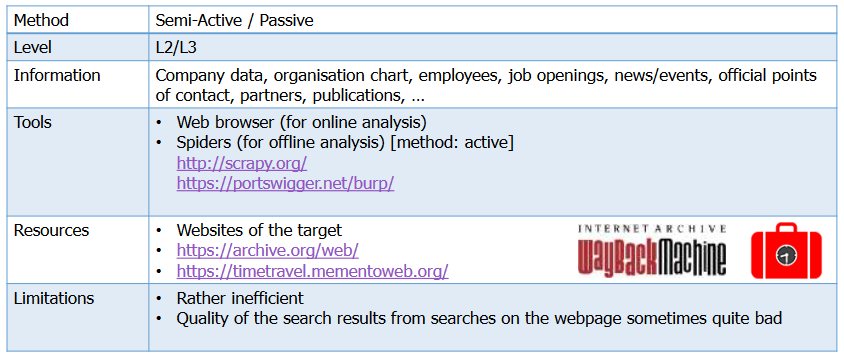 Method Semi-Active / Passive
Level L2/L3
Information Company data, organisation chart, employees, job openings, news/events, official points
of contact, partners, publications, …
Tools • Web browser (for online analysis)
• Spiders (for offline analysis) [method: active]
http://scrapy.org/
https://portswigger.net/burp/
Resources • Websites of the target
• https://archive.org/web/
• https://timetravel.mementoweb.org/
INTERNET ARCHIVE
WayBackMachine
Limitations • Rather inefficient
• Quality of the search results from searches on the webpage sometimes quite bad